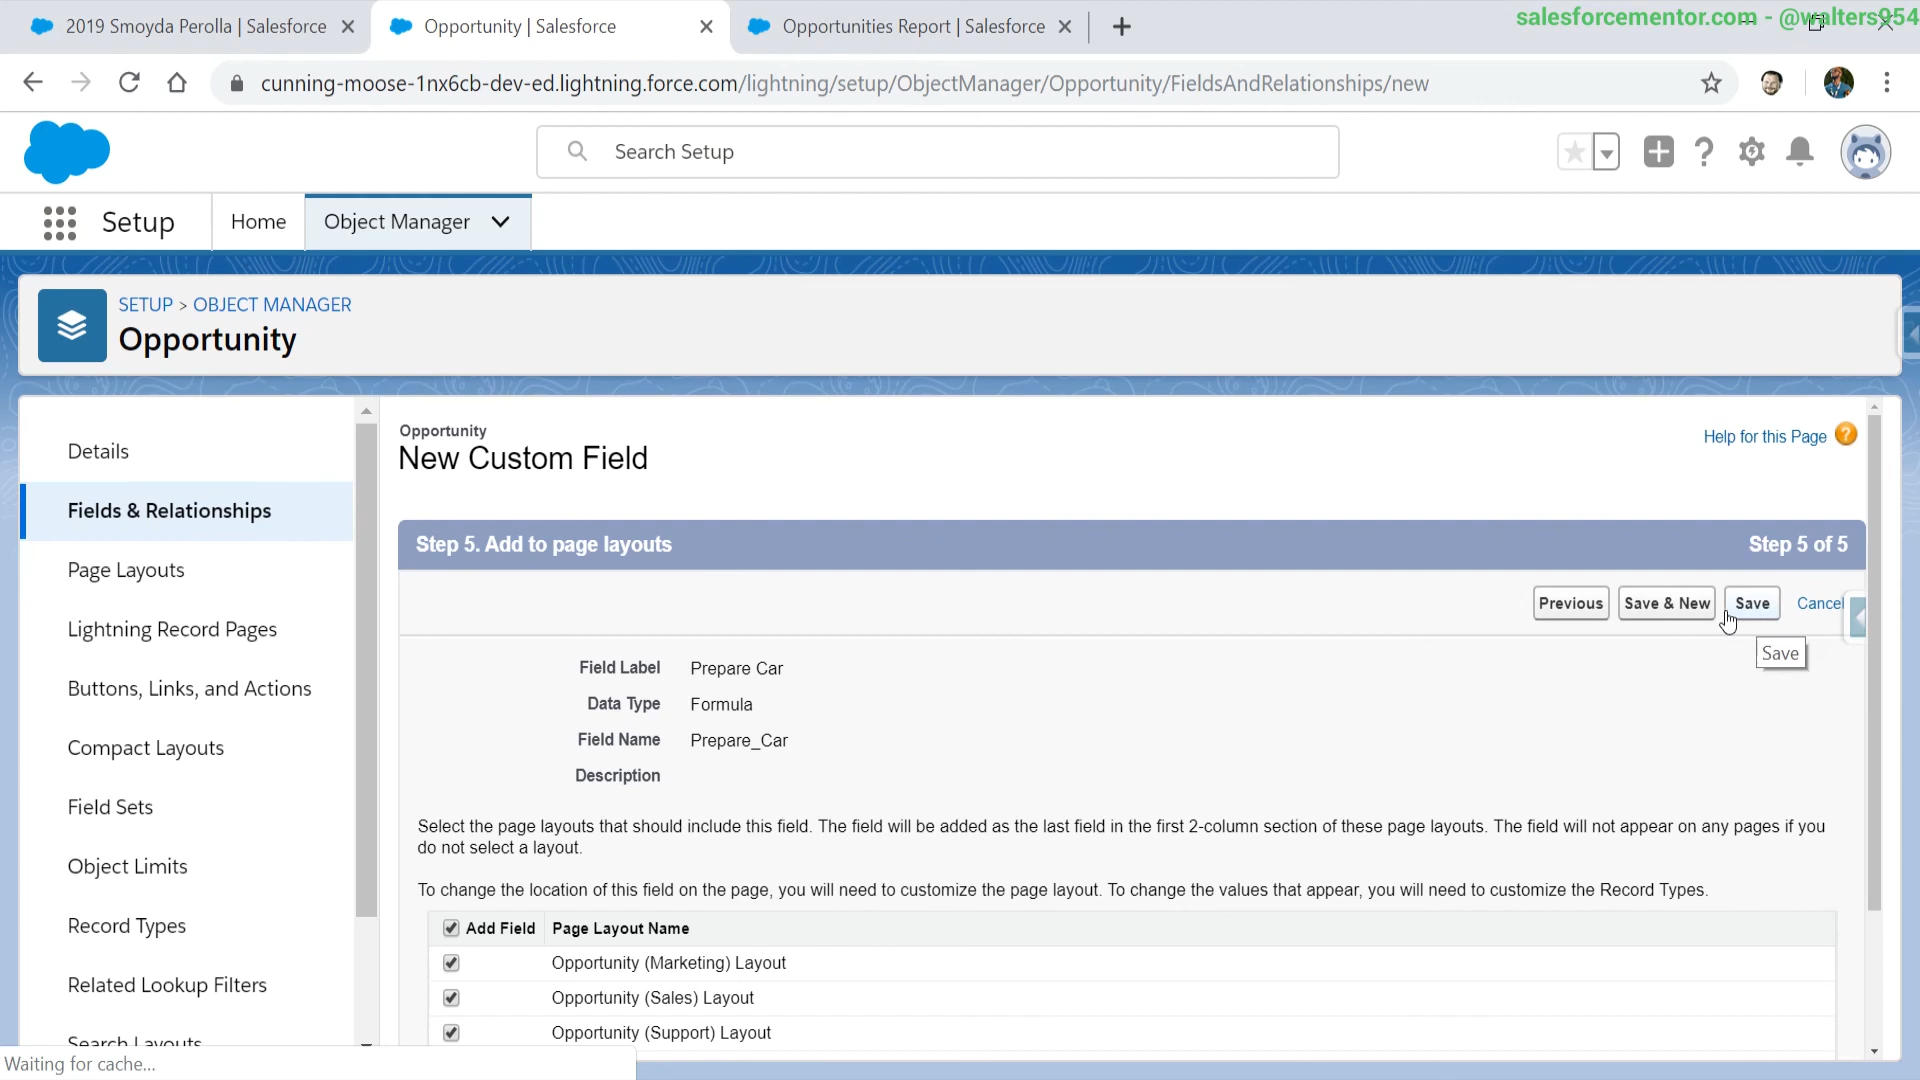 2019 Smoyda Perolla | Salesforce
Opportunity | Salesforce
Opportunities Report | Salesforce
salesforcementor.com - @walters954
cunning-moose-1nx6cb-dev-ed.lightning.force.com/lightning/setup/ObjectManager/Opportunity/FieldsAndRelationships/new
Search Setup
Setup
Home
Object Manager
SETUP > OBJECT MANAGER
Opportunity
Details
Fields & Relationships
Page Layouts
Lightning Record Pages
Buttons, Links, and Actions
Compact Layouts
Field Sets
Object Limits
Record Types
Related Lookup Filters
Search Layouts
Opportunity
New Custom Field
Help for this Page
Step 5. Add to page layouts
Step 5 of 5
Previous
Save & New
Save
Cancel
Save
Field Label Prepare Car
Data Type Formula
Field Name Prepare_Car
Description
Select the page layouts that should include this field. The field will be added as the last field in the first 2-column section of these page layouts. The field will not appear on any pages if you
do not select a layout.
To change the location of this field on the page, you will need to customize the page layout. To change the values that appear, you will need to customize the Record Types.
Add Field Page Layout Name
Opportunity (Marketing) Layout
Opportunity (Sales) Layout
Opportunity (Support) Layout
Waiting for cache...